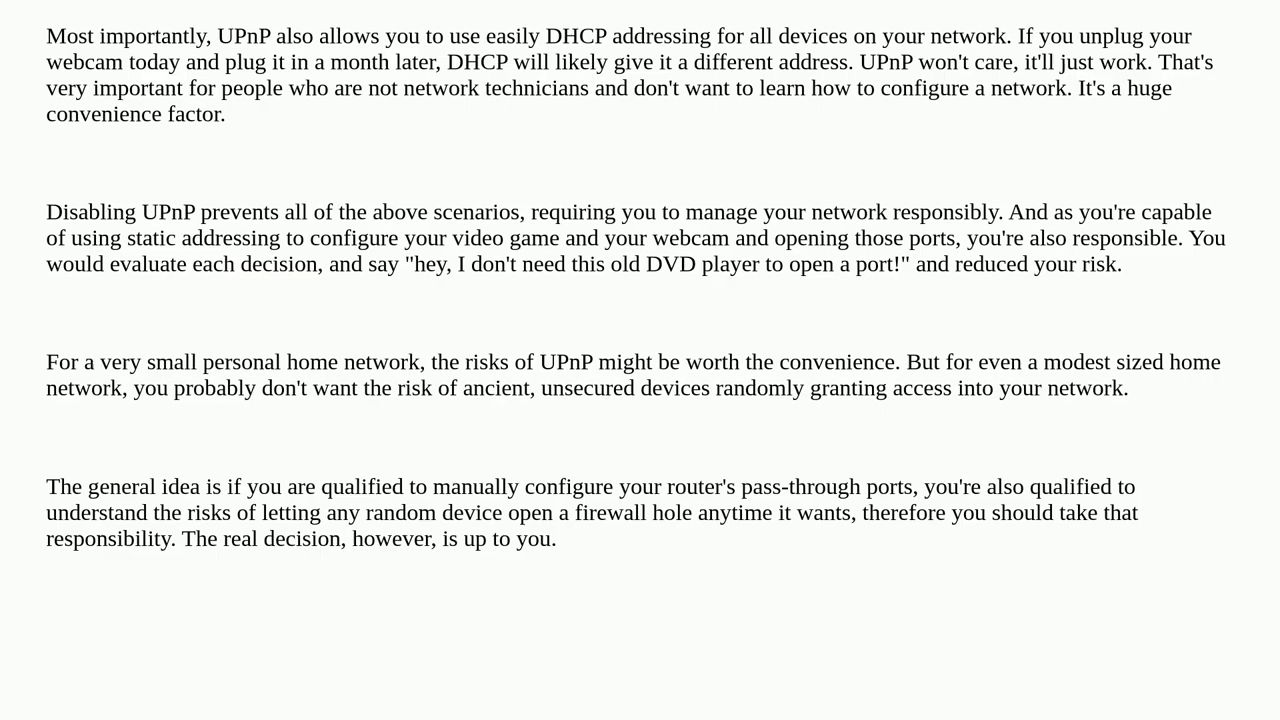 Most importantly, UPnP also allows you to use easily DHCP addressing for all devices on your network. If you unplug your
webcam today and plug it in a month later, DHCP will likely give it a different address. UPnP won't care, it'll just work. That's
very important for people who are not network technicians and don't want to learn how to configure a network. It's a huge
convenience factor.
Disabling UPnP prevents all of the above scenarios, requiring you to manage your network responsibly. And as you're capable
of using static addressing to configure your video game and your webcam and opening those ports, you're also responsible. You
would evaluate each decision, and say "hey, I don't need this old DVD player to open a port!" and reduced your risk.
For a very small personal home network, the risks of UPnP might be worth the convenience. But for even a modest sized home
network, you probably don't want the risk of ancient, unsecured devices randomly granting access into your network.
The general idea is if you are qualified to manually configure your router's pass-through ports, you're also qualified to
understand the risks of letting any random device open a firewall hole anytime it wants, therefore you should take that
responsibility. The real decision, however, is up to you.